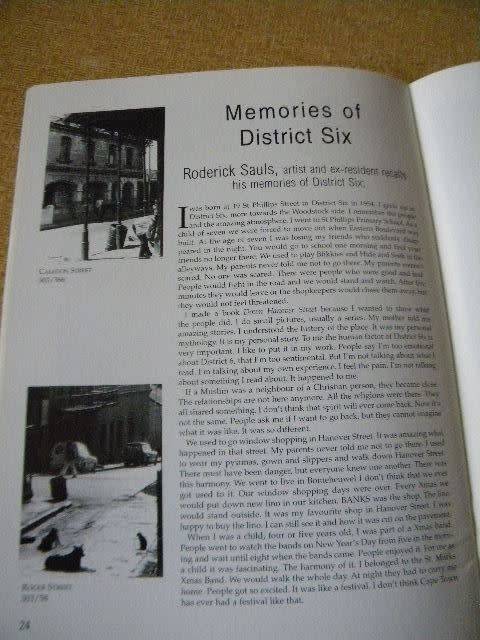 Memories of
District Six
Roderick Sauls, artist and ex-resident recalls
his memories of District Six;
I was born at 19 St Phillips Street in District Six in 1954. I grew up in
District Six, more towards the Woodstock side. I remember the people
and the amazing atmosphere. I went to St Phillips Primary School. As a
child of seven we were forced to move out when Eastern Boulevard was
built. At the age of seven I was losing my friends who suddenly disap-
peared in the night. You would go to school one morning and find your
friends no longer there. We used to play and Hide and Seek in the
alleyways. My parents never told me not to go there. My parents weren't
scared. No one was scared. There were people who were good and bad.
People would fight in the road and we would stand and watch. After five
minutes they would leave or the shopkeepers would chase them away, but
they would not feel threatened.
I made a book Down Hanover Street because I wanted to show what
the people did. I do small pictures, usually a series. My mother told me
amazing stories. I understood the history of the place. It was my personal
mythology. It is my personal story. To me the human factor of District Six is
very important. I like to put it in my work. People say I'm too emotional
about District 6, that I'm too sentimental. But I'm not talking about what I
read. I'm talking about my own experience. I feel the pain. I'm not talking
about something I read about. It happened to me.
If a Muslim was a neighbour of a Christian person, they became close.
The relationships are not here anymore. All the religions were there. They
all shared something. I don't think that spirit will ever come back. Now it's
not the same. People ask me if I want to go back, but they cannot imagine
what it was like. It was so different.
We used to go window shopping in Hanover Street. It was amazing what
happened in that street. My parents never told me not to go there. I used
to wear my pyjamas, gown and slippers and walk down Hanover Street.
There must have been danger, but everyone knew one another. There was
this harmony. We went to live in Bonteheuwel. I don't think that we ever
got used to it. Our window shopping days were over. Every Xmas we
would put down new lino in our kitchen. BANKS was the shop. The lino
would stand outside. It was my favourite shop in Hanover Street. I was
happy to buy the lino. I can still see it and how it was cut on the pavement.
When I was a child, four or five years old, I was part of a Xmas band.
People went to watch the bands on New Year's Day from five in the morn-
ing and wait until eight when the bands came. People enjoyed it. For me as
a child it was fascinating. The harmony of it. I belonged to the St. Marks
Xmas Band. We would walk the whole day. At night they had to carry me
home. People got so excited. It was like a festival. I don't think Cape Town
has ever had a festival like that.
Caledon Street
Roger Street
24